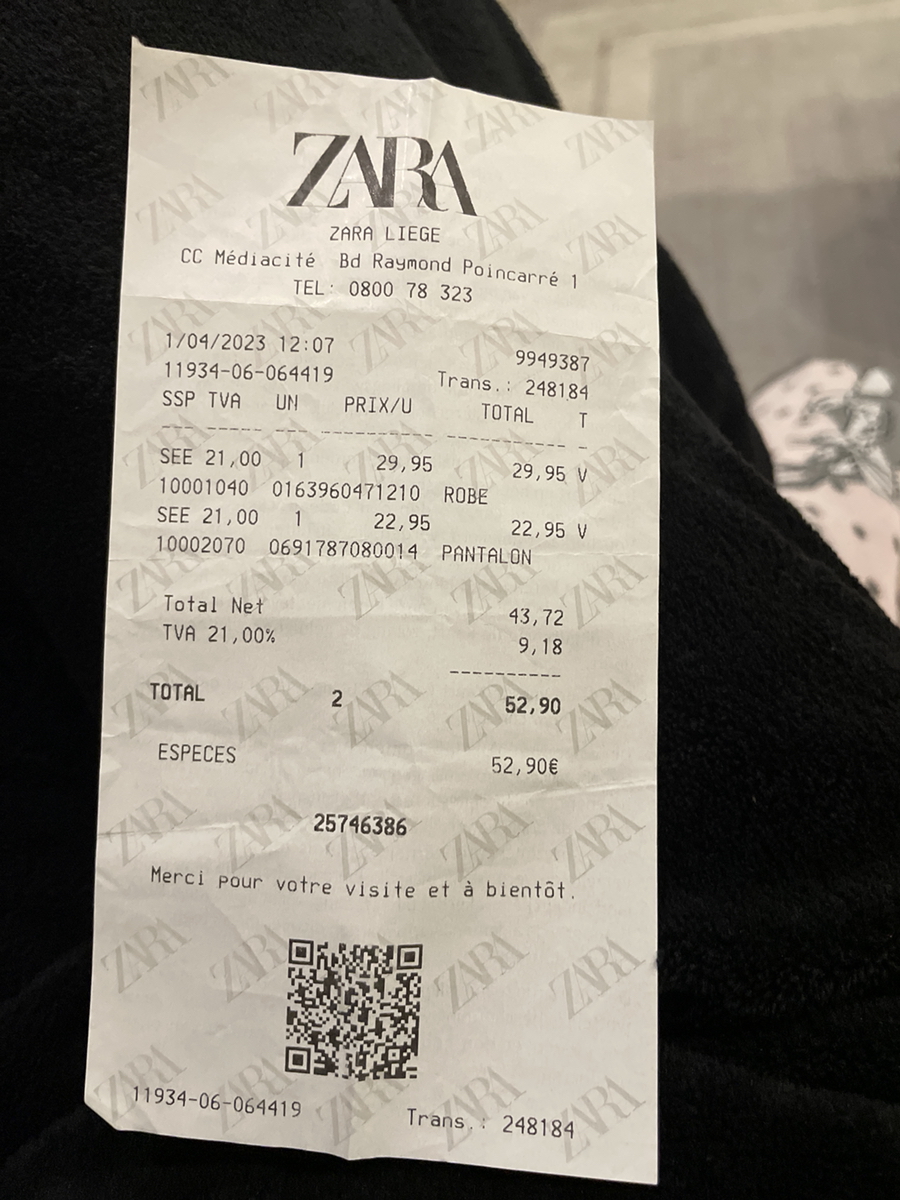 ZARA
ZARA LIEGE
CC Médiacité Bd Raymond Poincarré 1
TEL: 0800 78 323
1/04/2023 12:07 9949387
11934-06-064419 Trans.: 248184
SSP TVA UN PRIX/U TOTAL T
--- ----- -- ----------- ----------- -
SEE 21,00 1 29,95 29,95 V
10001040 0163960471210 ROBE
SEE 21,00 1 22,95 22,95 V
10002070 0691787080014 PANTALON
Total Net 43,72
TVA 21,00% 9,18
----------
TOTAL 2 52,90
ESPECES 52,90€
25746386
Merci pour votre visite et à bientôt.
11934-06-064419 Trans.: 248184